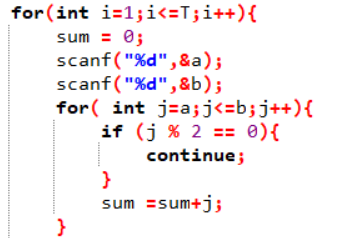 for(int i=1;i<=T;i++){
sum = 0;
scanf("%d",&a);
scanf("%d",&b);
for( int j=a;j<=b;j++){
if (j % 2 == 0){
continue;
}
sum =sum+j;
}